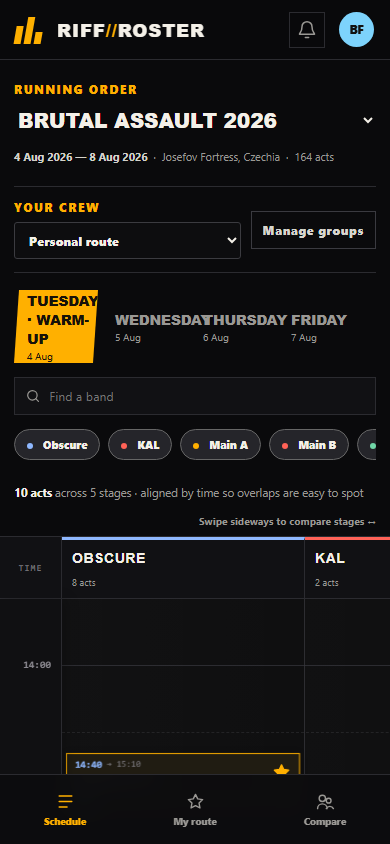 RIFF//ROSTER
BF
RUNNING ORDER
BRUTAL ASSAULT 2026
4 Aug 2026 — 8 Aug 2026 · Josefov Fortress, Czechia · 164 acts
YOUR CREW
Personal route
Manage groups
TUESDAY · WARM-UP
4 Aug
WEDNESDAY
5 Aug
THURSDAY
6 Aug
FRIDAY
7 Aug
Find a band
Obscure
KAL
Main A
Main B
10 acts across 5 stages · aligned by time so overlaps are easy to spot
Swipe sideways to compare stages ↔
TIME
OBSCURE
8 acts
KAL
2 acts
14:00
14:40 → 15:10
Schedule
My route
Compare